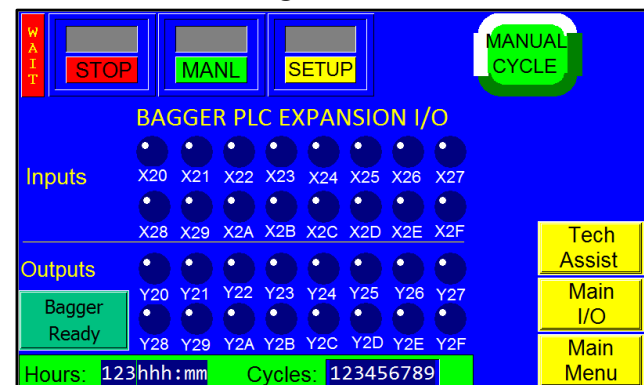 WAIT
STOP MANL SETUP
MANUAL
CYCLE
BAGGER PLC EXPANSION I/O
Inputs
X20 X21 X22 X23 X24 X25 X26 X27
X28 X29 X2A X2B X2C X2D X2E X2F
Outputs
Y20 Y21 Y22 Y23 Y24 Y25 Y26 Y27
Y28 Y29 Y2A Y2B Y2C Y2D Y2E Y2F
Bagger
Ready
Tech
Assist
Main
I/O
Main
Menu
Hours: 123hhh:mm Cycles: 123456789